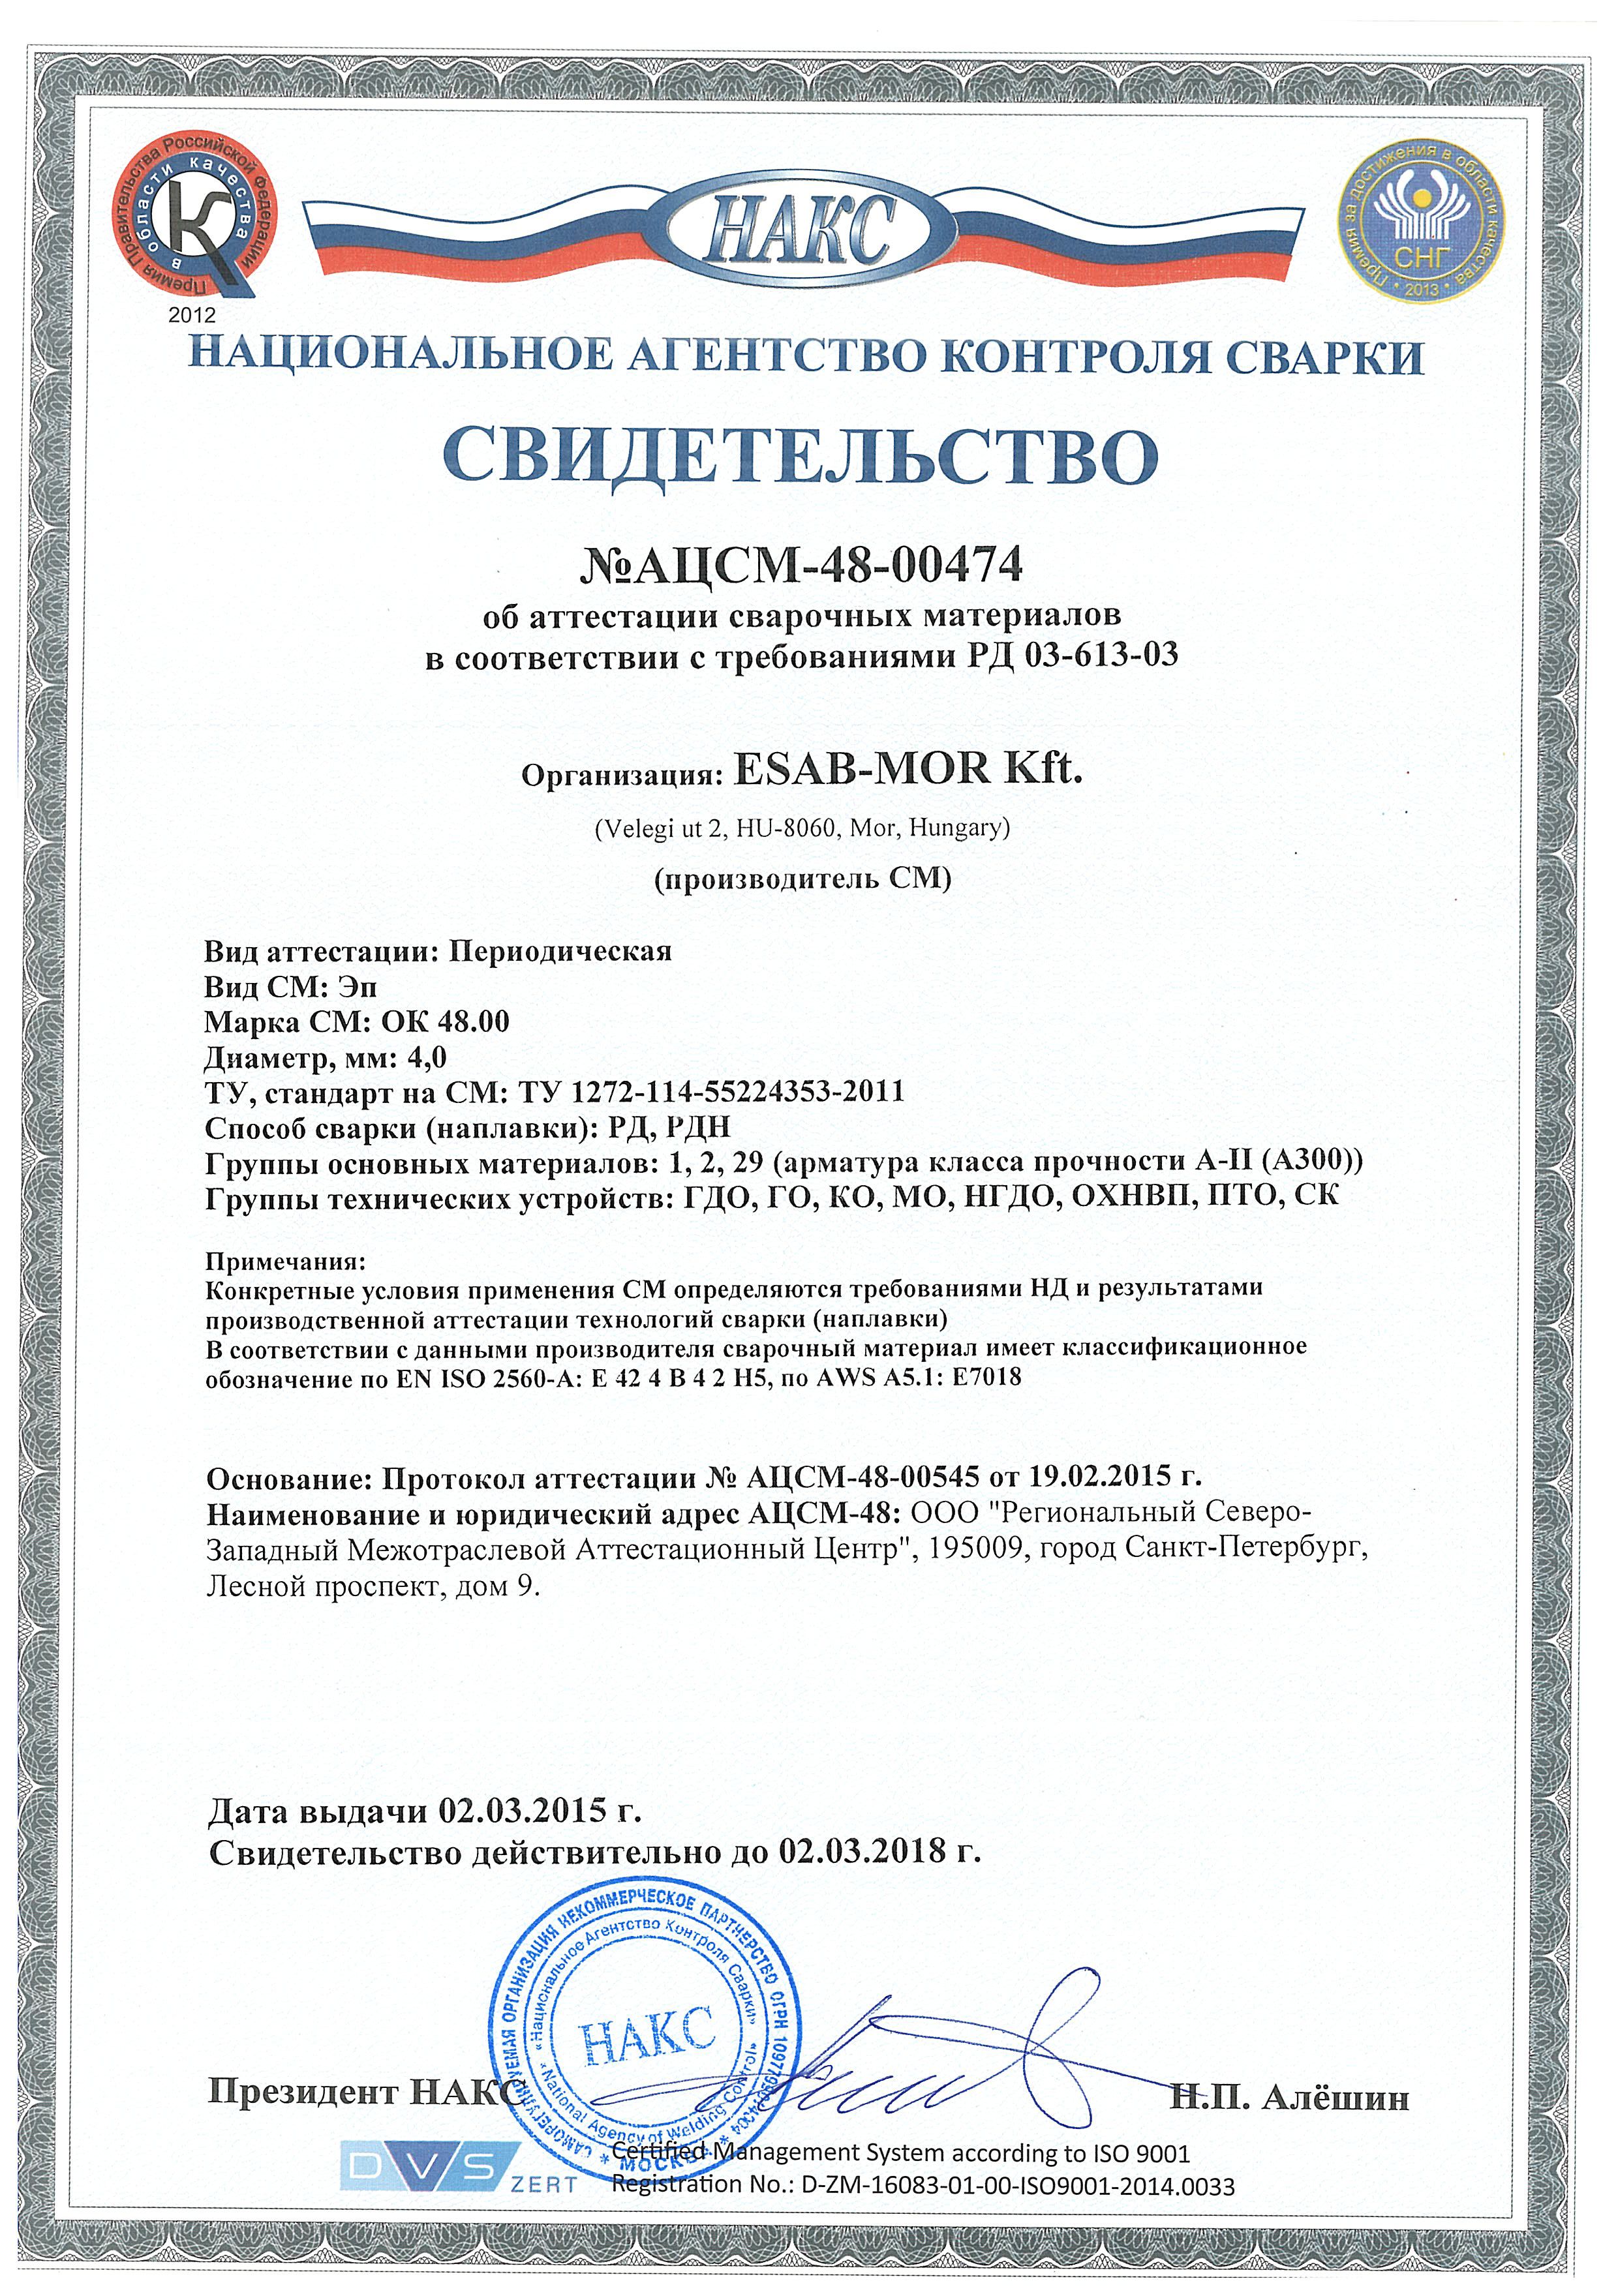 Премия Правительства Российской Федерации
в области качества
2012
НАКС
Премия за достижения в области качества
СНГ
• 2013 •
НАЦИОНАЛЬНОЕ АГЕНТСТВО КОНТРОЛЯ СВАРКИ
СВИДЕТЕЛЬСТВО
№АЦСМ-48-00474
об аттестации сварочных материалов
в соответствии с требованиями РД 03-613-03
Организация: ESAB-MOR Kft.
(Velegi ut 2, HU-8060, Mor, Hungary)
(производитель СМ)
Вид аттестации: Периодическая
Вид СМ: Эп
Марка СМ: ОК 48.00
Диаметр, мм: 4,0
ТУ, стандарт на СМ: ТУ 1272-114-55224353-2011
Способ сварки (наплавки): РД, РДН
Группы основных материалов: 1, 2, 29 (арматура класса прочности А-II (А300))
Группы технических устройств: ГДО, ГО, КО, МО, НГДО, ОХНВП, ПТО, СК
Примечания:
Конкретные условия применения СМ определяются требованиями НД и результатами
производственной аттестации технологий сварки (наплавки)
В соответствии с данными производителя сварочный материал имеет классификационное
обозначение по EN ISO 2560-A: E 42 4 B 4 2 H5, по AWS A5.1: E7018
Основание: Протокол аттестации № АЦСМ-48-00545 от 19.02.2015 г.
Наименование и юридический адрес АЦСМ-48: ООО "Региональный Северо-
Западный Межотраслевой Аттестационный Центр", 195009, город Санкт-Петербург,
Лесной проспект, дом 9.
Дата выдачи 02.03.2015 г.
Свидетельство действительно до 02.03.2018 г.
САМОРЕГУЛИРУЕМАЯ ОРГАНИЗАЦИЯ НЕКОММЕРЧЕСКОЕ ПАРТНЕРСТВО ОГРН
* МОСКВА *
«Национальное Агентство Контроля Сварки»
«National Agency of Welding Control»
НАКС
Президент НАКС
Н.П. Алёшин
DVS ZERT
Certified Management System according to ISO 9001
Registration No.: D-ZM-16083-01-00-ISO9001-2014.0033